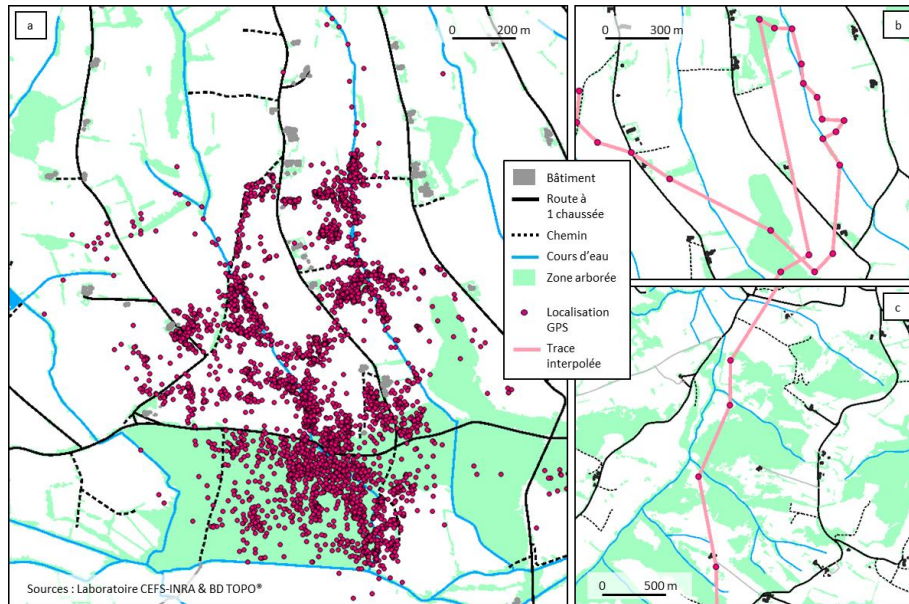 a
0 200 m
b
0 300 m
Bâtiment
Route à
1 chaussée
Chemin
Cours d'eau
Zone arborée
Localisation
GPS
Trace
interpolée
c
0 500 m
Sources : Laboratoire CEFS-INRA & BD TOPO®